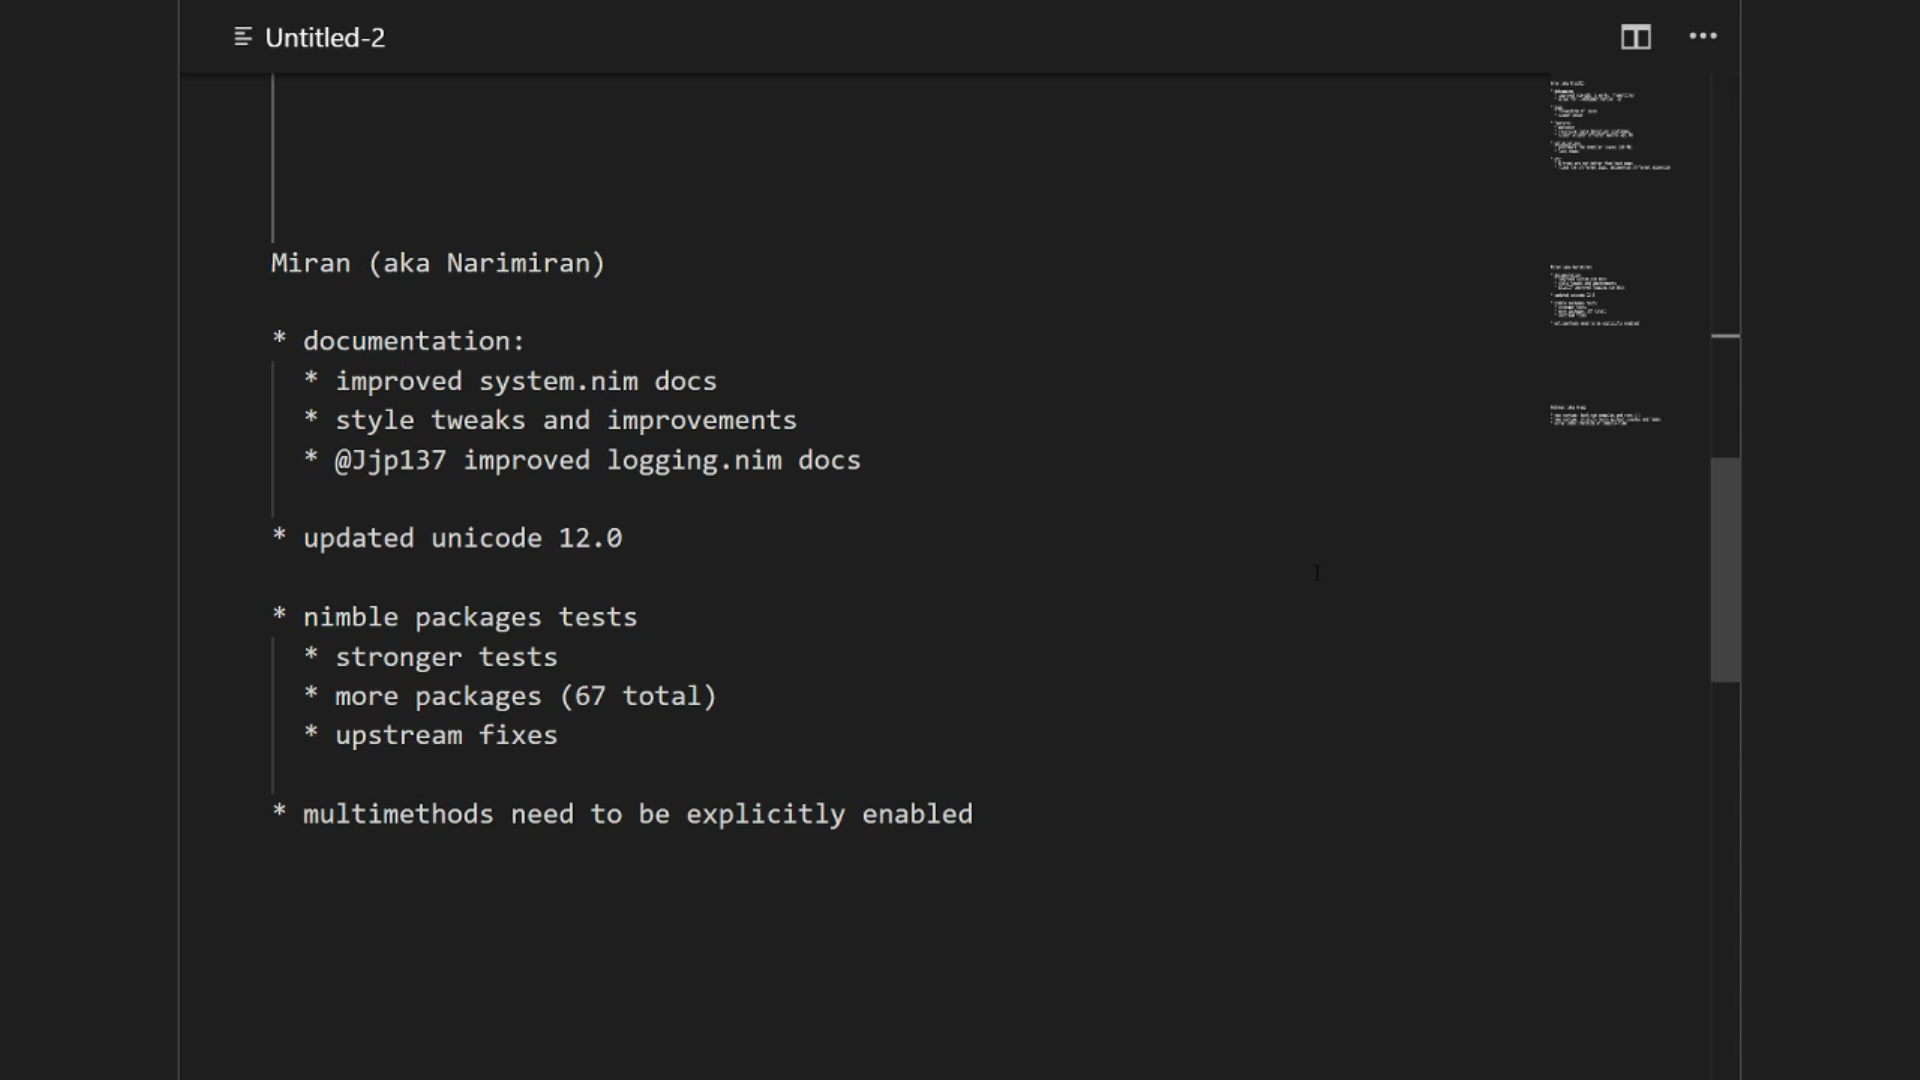 Untitled-2
Miran (aka Narimiran)
* documentation:
* improved system.nim docs
* style tweaks and improvements
* @Jjp137 improved logging.nim docs
* updated unicode 12.0
* nimble packages tests
* stronger tests
* more packages (67 total)
* upstream fixes
* multimethods need to be explicitly enabled